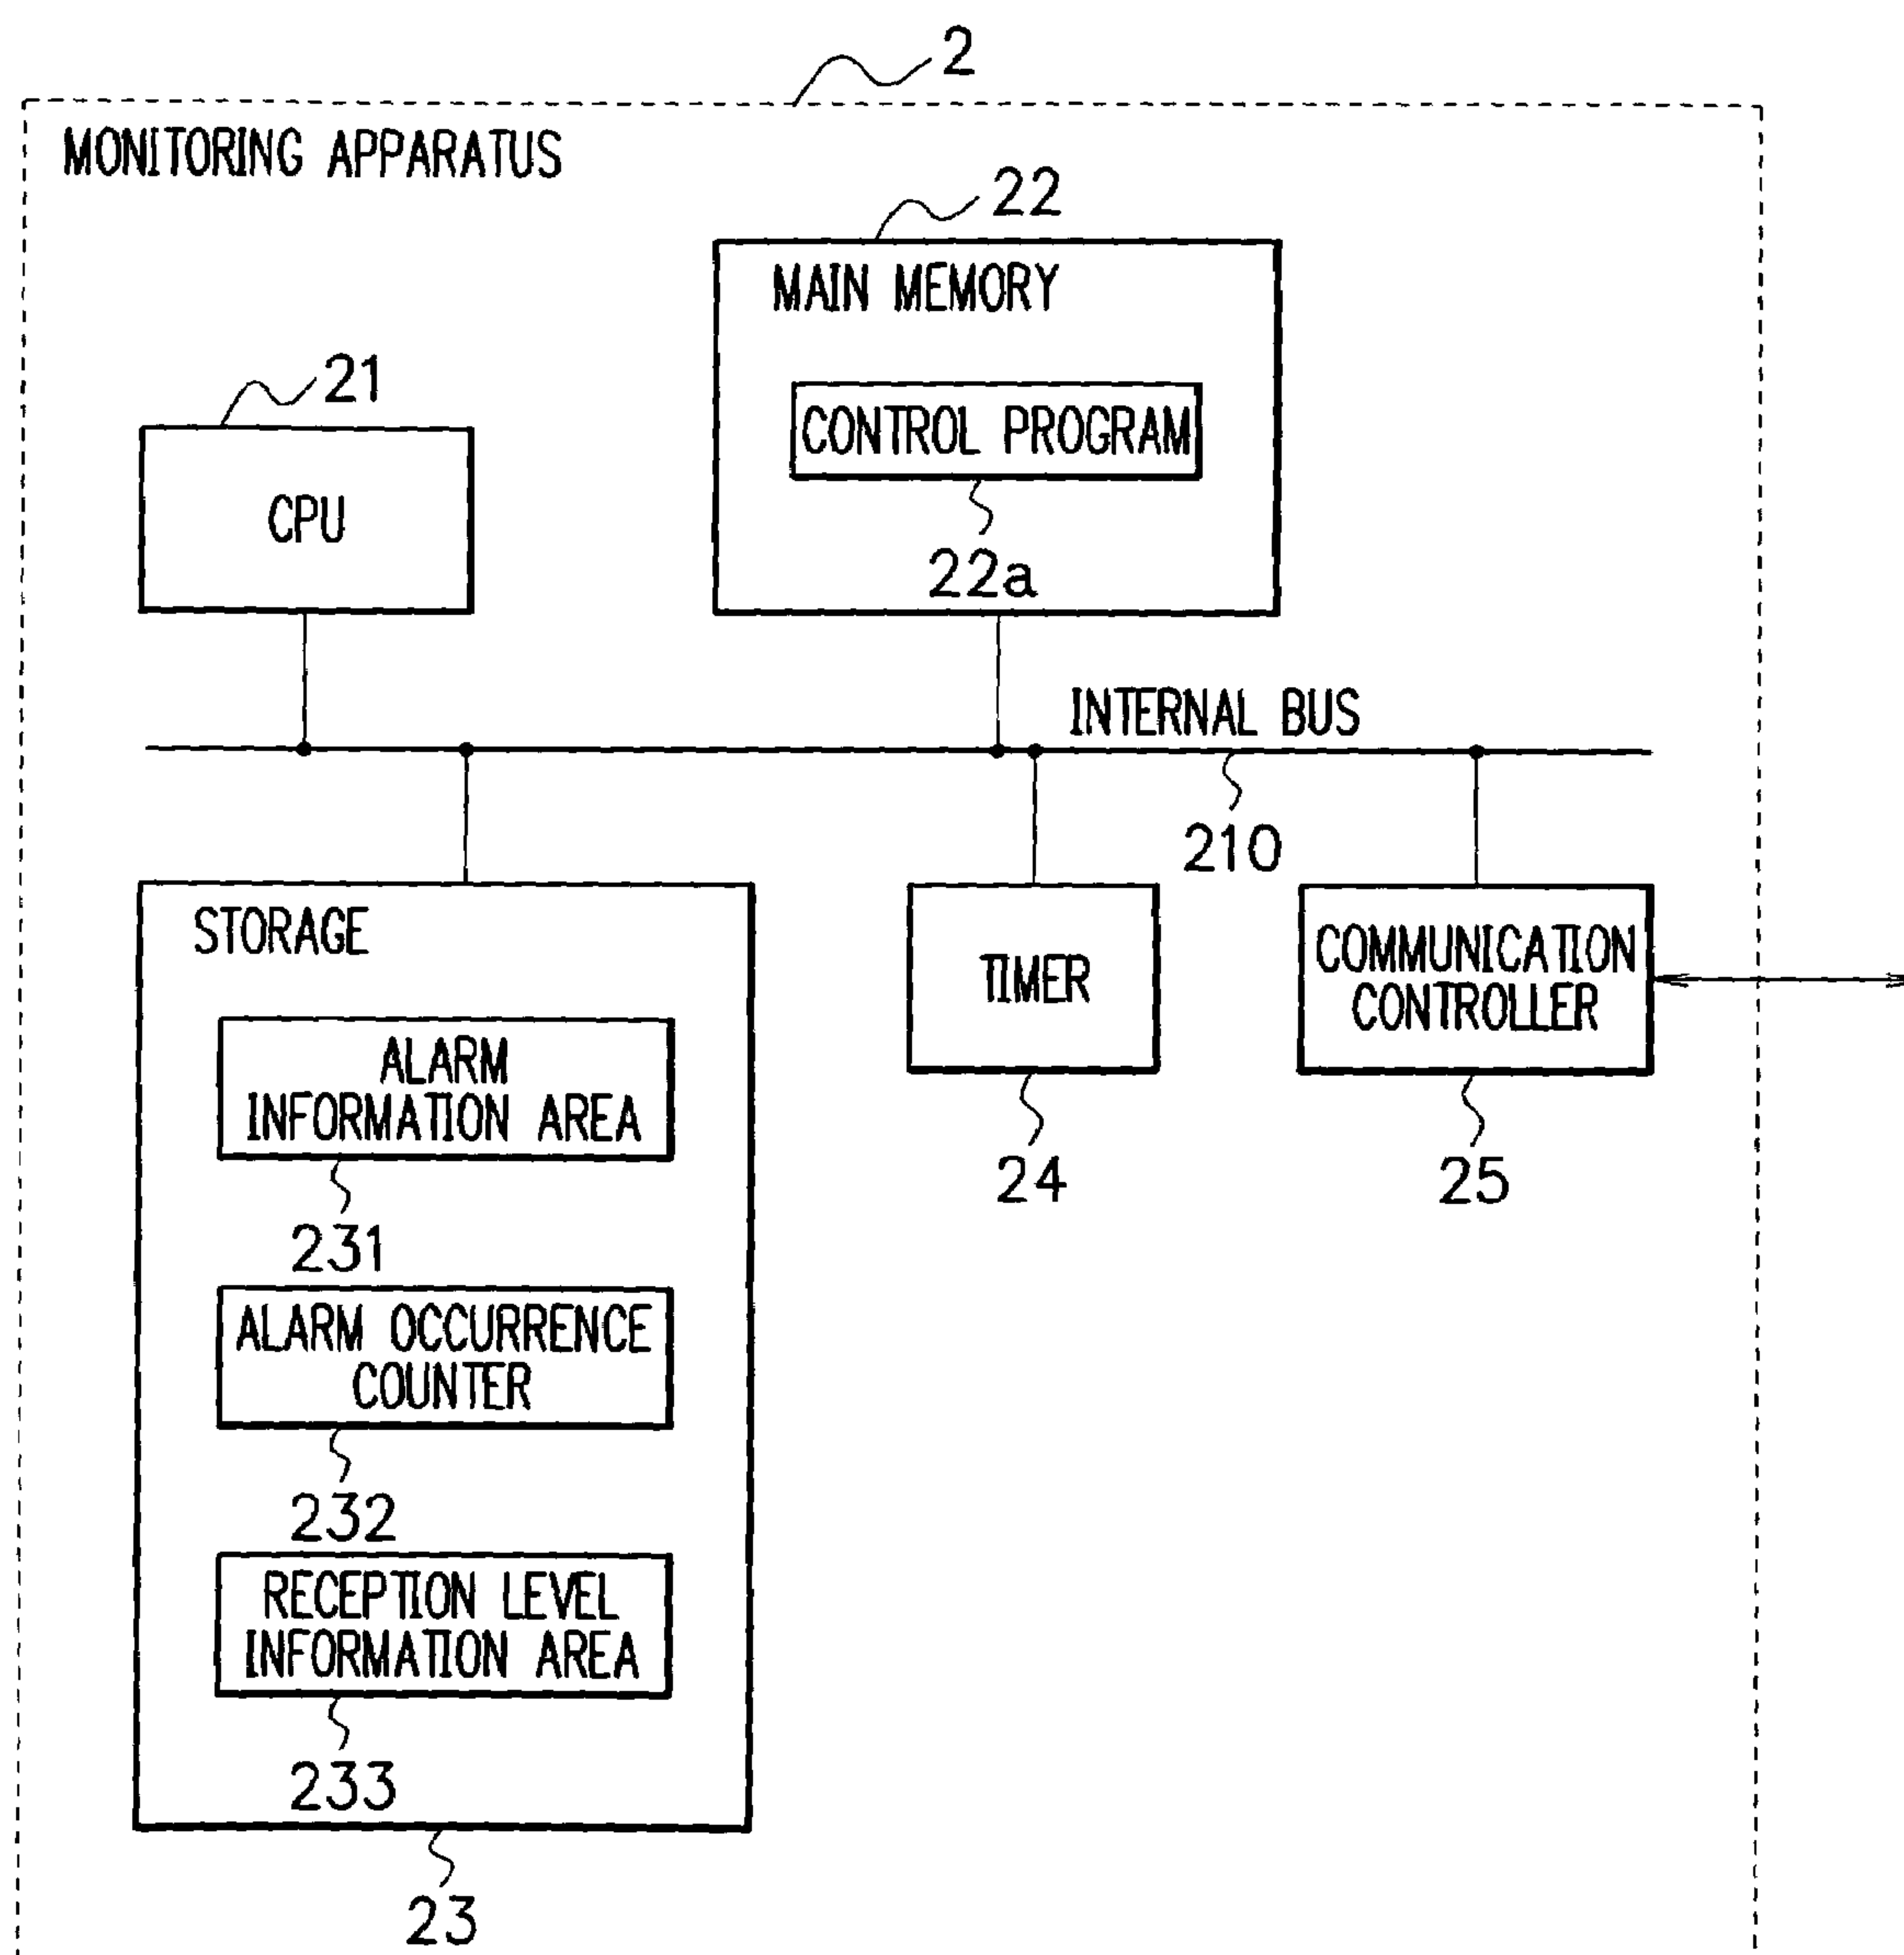 2
MONITORING APPARATUS
22
MAIN MEMORY
21
CONTROL PROGRAM
CPU
22a
INTERNAL BUS
210
STORAGE
TIMER
COMMUNICATION
CONTROLLER
ALARM
INFORMATION AREA
24
25
231
ALARM OCCURRENCE
COUNTER
232
RECEPTION LEVEL
INFORMATION AREA
233
23